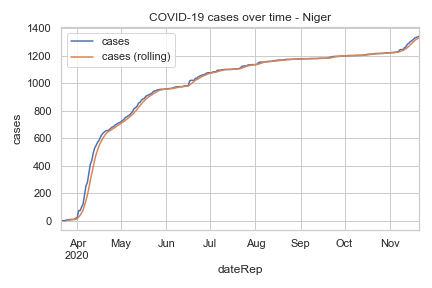 COVID-19 cases over time - Niger
1400
1200
1000
800
600
400
200
0
cases
cases
cases (rolling)
Apr
2020
May
Jun
Jul
Aug
Sep
Oct
Nov
dateRep